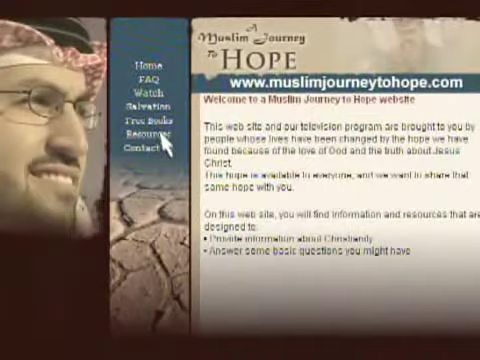 A
Muslim Journey
To HOPE
www.muslimjourneytohope.com
Home
FAQ
Watch
Salvation
Free Books
Resources
Contact
Welcome to a Muslim Journey to Hope website
This web site and our television program are brought to you by
people whose lives have been changed by the hope we have
found because of the love of God and the truth about Jesus
Christ.
This hope is available to everyone, and we want to share that
same hope with you.
On this web site, you will find information and resources that are
designed to:
• Provide information about Christianity
• Answer some basic questions you might have